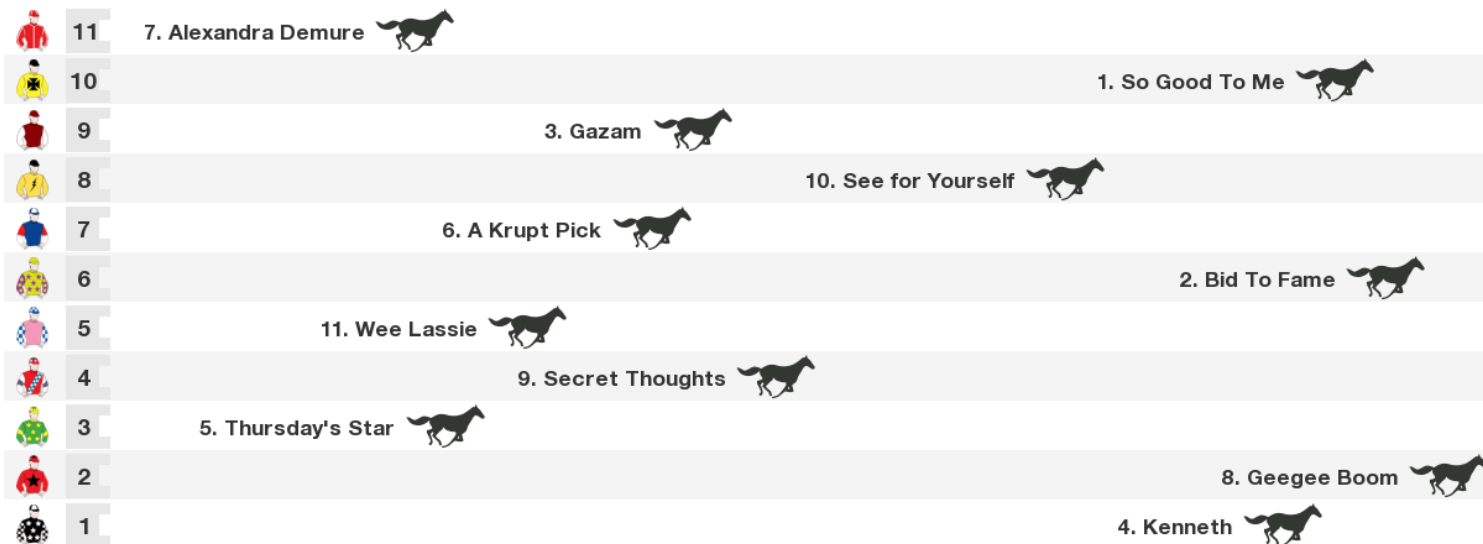 11 7. Alexandra Demure
10 1. So Good To Me
9 3. Gazam
8 10. See for Yourself
7 6. A Krupt Pick
6 2. Bid To Fame
5 11. Wee Lassie
4 9. Secret Thoughts
3 5. Thursday's Star
2 8. Geegee Boom
1 4. Kenneth